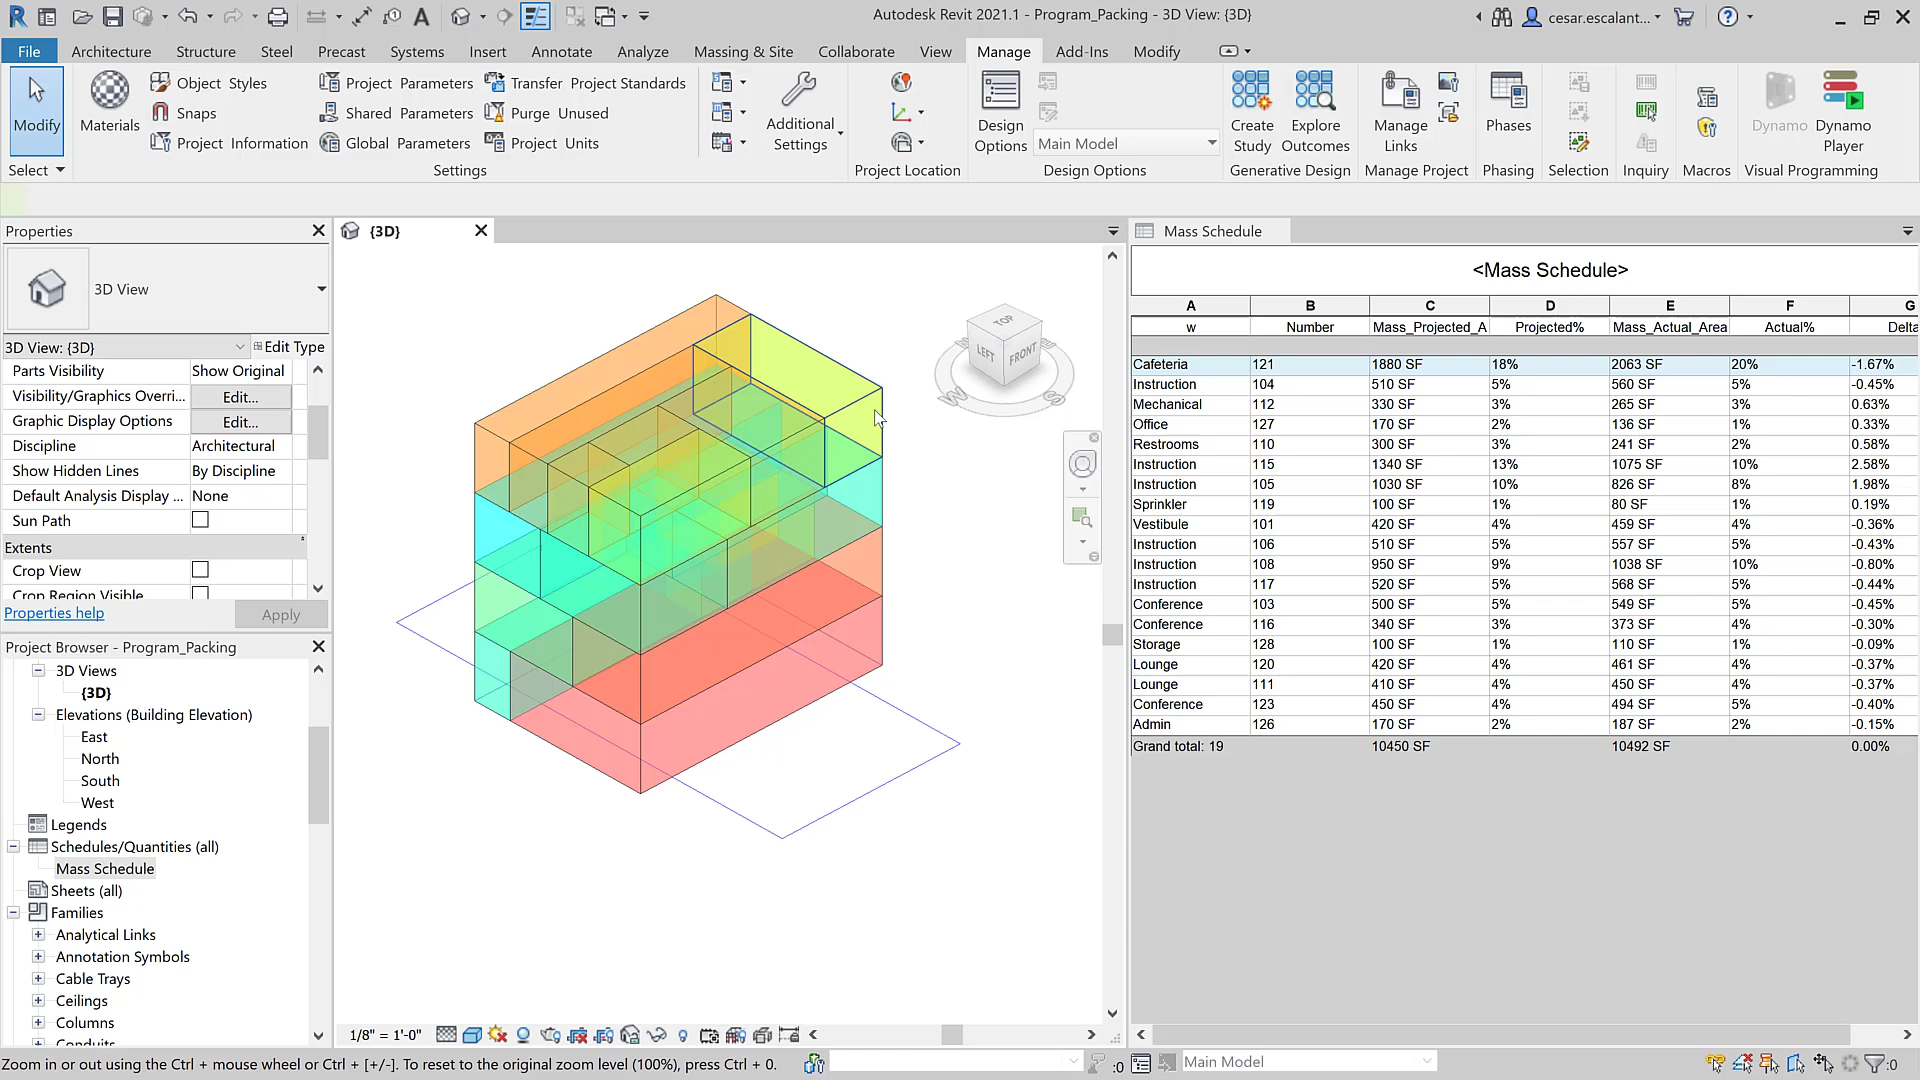 Autodesk Revit 2021.1 - Program_Packing - 3D View: {3D}
cesar.escalant...
File Architecture Structure Steel Precast Systems Insert Annotate Analyze Massing & Site Collaborate View Manage Add-Ins Modify
Modify
Select
Materials
Object Styles
Snaps
Project Information
Project Parameters
Shared Parameters
Global Parameters
Transfer Project Standards
Purge Unused
Project Units
Additional Settings
Settings
Project Location
Design Options
Main Model
Design Options
Create Study
Explore Outcomes
Generative Design
Manage Links
Manage Project
Phases
Phasing
Selection
Inquiry
Macros
Dynamo
Dynamo Player
Visual Programming
Properties
3D View
3D View: {3D}
Edit Type
Parts Visibility Show Original
Visibility/Graphics Overri... Edit...
Graphic Display Options Edit...
Discipline Architectural
Show Hidden Lines By Discipline
Default Analysis Display ... None
Sun Path
Extents
Crop View
Crop Region Visible
Properties help
Apply
Project Browser - Program_Packing
3D Views
{3D}
Elevations (Building Elevation)
East
North
South
West
Legends
Schedules/Quantities (all)
Mass Schedule
Sheets (all)
Families
Analytical Links
Annotation Symbols
Cable Trays
Ceilings
Columns
Conduits
{3D}
TOP
LEFT
FRONT
W
S
1/8" = 1'-0"
Mass Schedule
<Mass Schedule>
A B C D E F G
w Number Mass_Projected_A Projected% Mass_Actual_Area Actual% Delta
Cafeteria 121 1880 SF 18% 2063 SF 20% -1.67%
Instruction 104 510 SF 5% 560 SF 5% -0.45%
Mechanical 112 330 SF 3% 265 SF 3% 0.63%
Office 127 170 SF 2% 136 SF 1% 0.33%
Restrooms 110 300 SF 3% 241 SF 2% 0.58%
Instruction 115 1340 SF 13% 1075 SF 10% 2.58%
Instruction 105 1030 SF 10% 826 SF 8% 1.98%
Sprinkler 119 100 SF 1% 80 SF 1% 0.19%
Vestibule 101 420 SF 4% 459 SF 4% -0.36%
Instruction 106 510 SF 5% 557 SF 5% -0.43%
Instruction 108 950 SF 9% 1038 SF 10% -0.80%
Instruction 117 520 SF 5% 568 SF 5% -0.44%
Conference 103 500 SF 5% 549 SF 5% -0.45%
Conference 116 340 SF 3% 373 SF 4% -0.30%
Storage 128 100 SF 1% 110 SF 1% -0.09%
Lounge 120 420 SF 4% 461 SF 4% -0.37%
Lounge 111 410 SF 4% 450 SF 4% -0.37%
Conference 123 450 SF 4% 494 SF 5% -0.40%
Admin 126 170 SF 2% 187 SF 2% -0.15%
Grand total: 19 10450 SF 10492 SF 0.00%
Zoom in or out using the Ctrl + mouse wheel or Ctrl + [+/-]. To reset to the original zoom level (100%), press Ctrl + 0.
:0
Main Model
:0